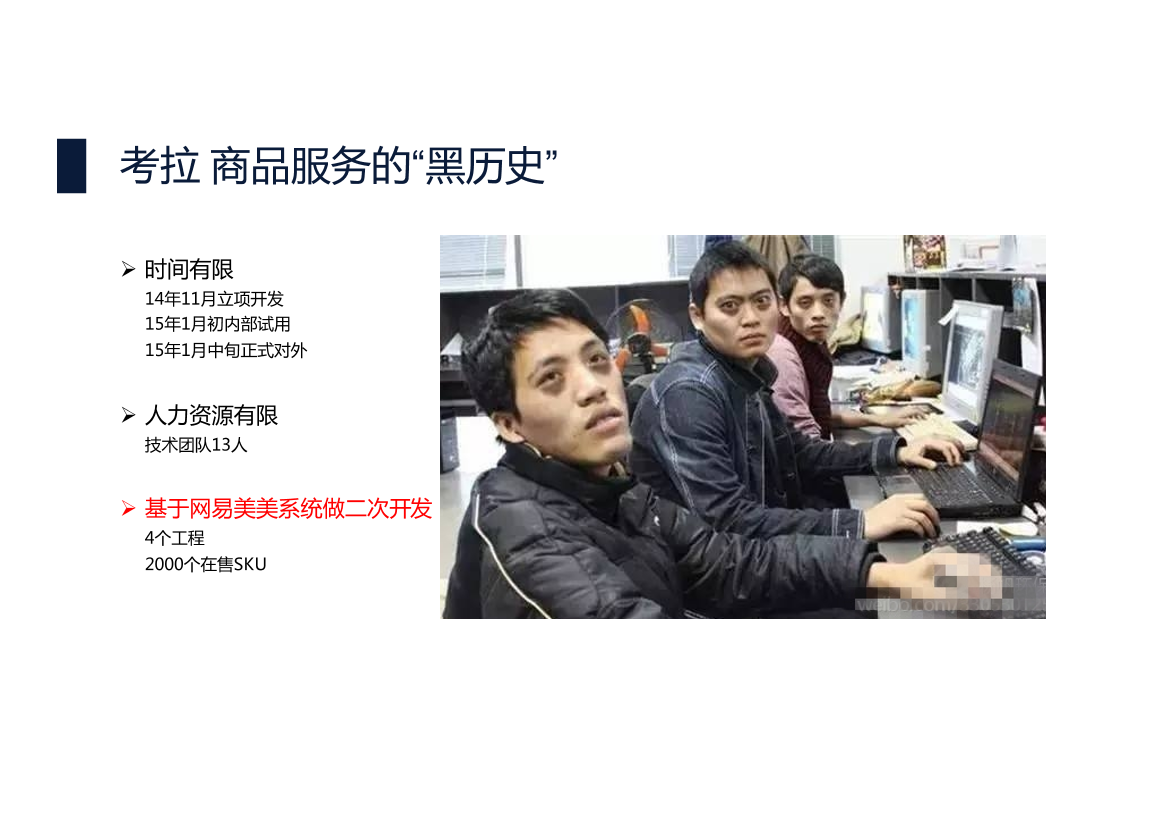 考拉 商品服务的“黑历史”
时间有限
14年11月立项开发
15年1月初内部试用
15年1月中旬正式对外
人力资源有限
技术团队13人
基于网易美美系统做二次开发
4个工程
2000个在售SKU
weibo.com/